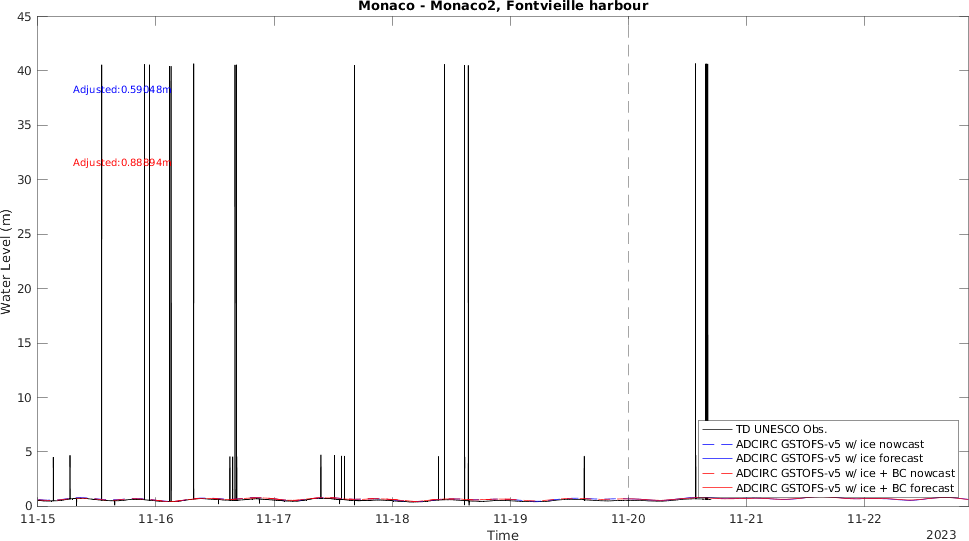 Monaco - Monaco2, Fontvieille harbour
45
40
35
30
25
20
15
10
5
0
Water Level (m)
Adjusted:0.59048m
Adjusted:0.88894m
TD UNESCO Obs.
ADCIRC GSTOFS-v5 w/ ice nowcast
ADCIRC GSTOFS-v5 w/ ice forecast
ADCIRC GSTOFS-v5 w/ ice + BC nowcast
ADCIRC GSTOFS-v5 w/ ice + BC forecast
11-15 11-16 11-17 11-18 11-19 11-20 11-21 11-22
Time
2023